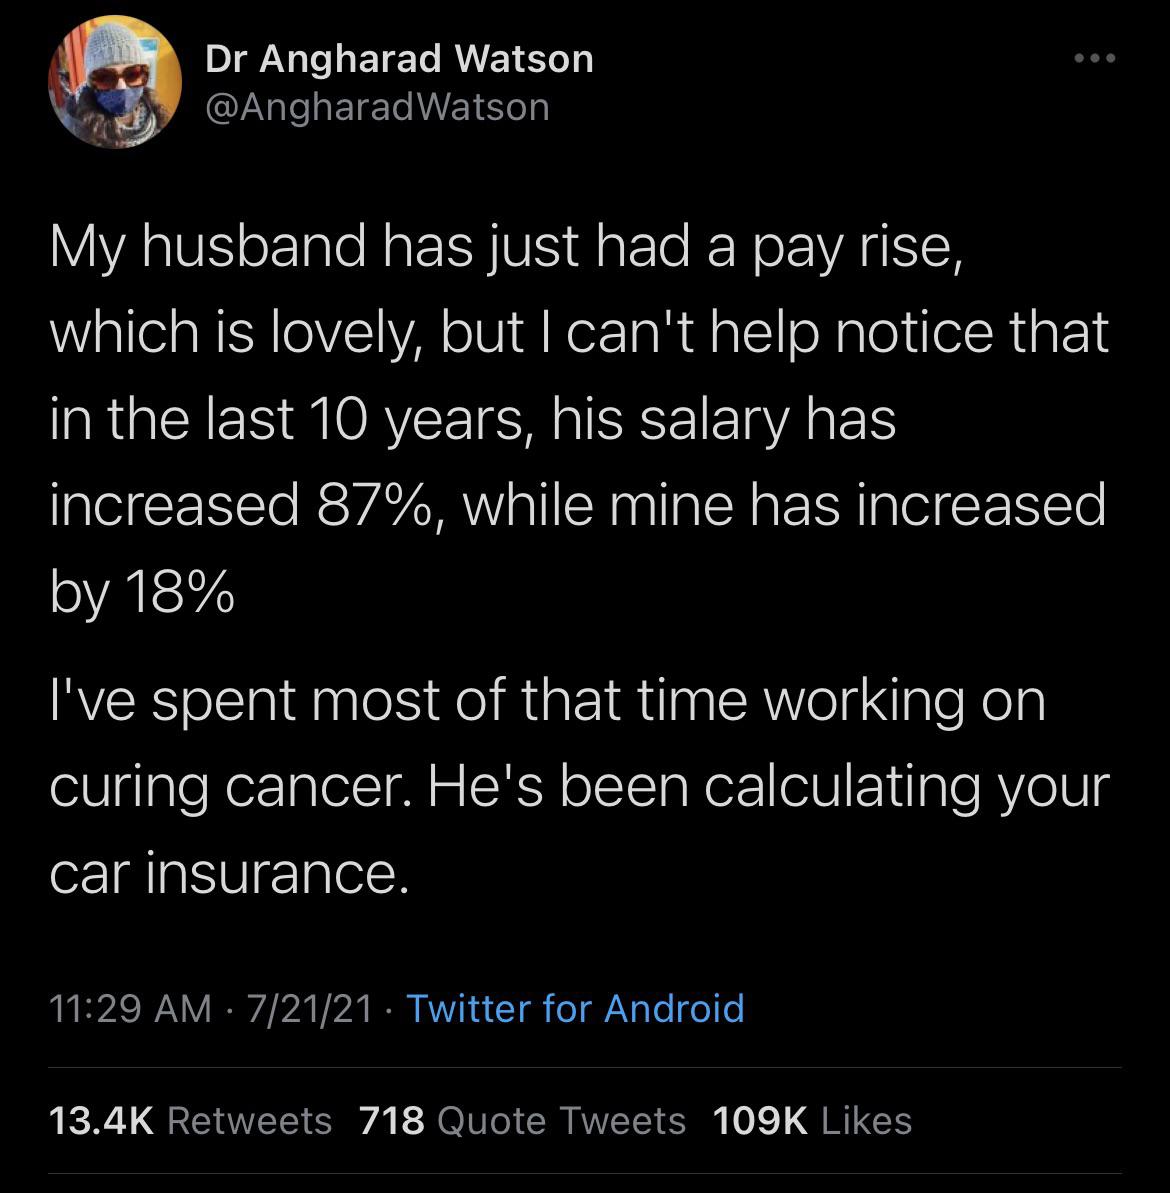 Dr Angharad Watson
@AngharadWatson
My husband has just had a pay rise,
which is lovely, but I can't help notice that
in the last 10 years, his salary has
increased 87%, while mine has increased
by 18%
I've spent most of that time working on
curing cancer. He's been calculating your
car insurance.
11:29 AM · 7/21/21 · Twitter for Android
13.4K Retweets 718 Quote Tweets 109K Likes